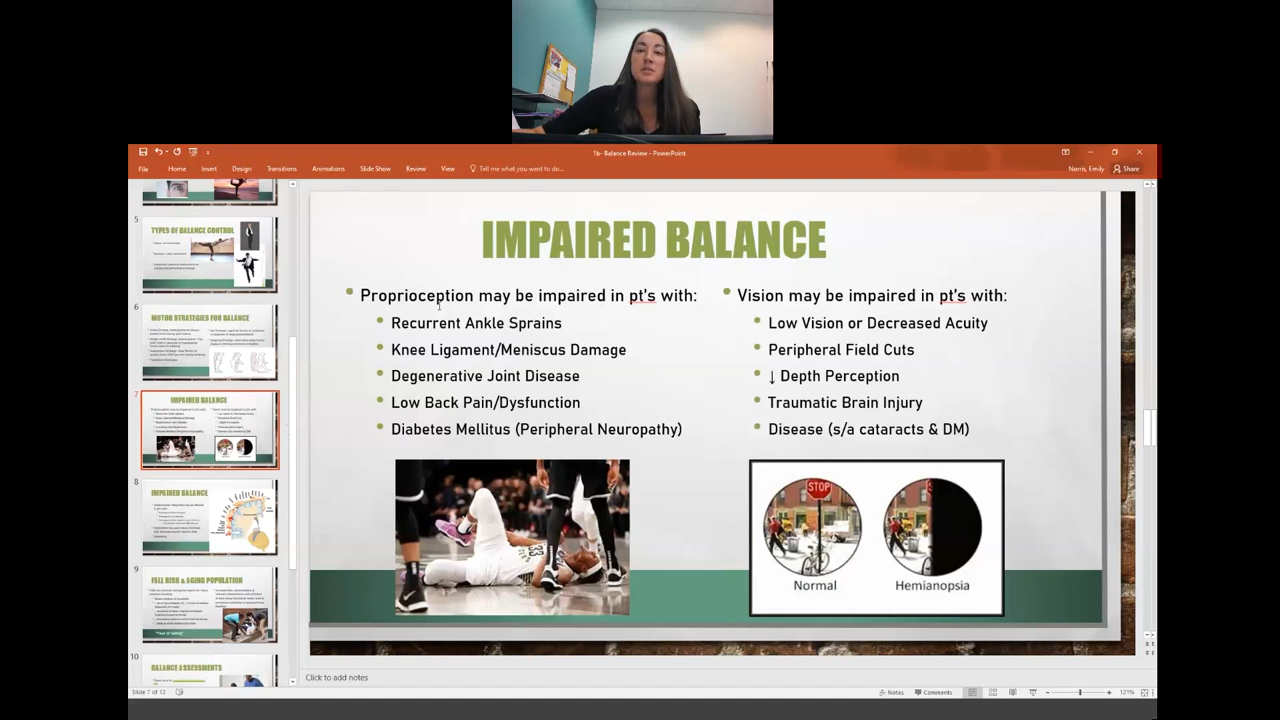 1b- Balance Review - PowerPoint
File Home Insert Design Transitions Animations Slide Show Review View Tell me what you want to do...
Norris, Emily Share
5
TYPES OF BALANCE CONTROL
6
MOTOR STRATEGIES FOR BALANCE
7
IMPAIRED BALANCE
8
IMPAIRED BALANCE
9
FALL RISK & AGING POPULATION
10
BALANCE ASSESSMENTS
IMPAIRED BALANCE
Proprioception may be impaired in pt's with:
Recurrent Ankle Sprains
Knee Ligament/Meniscus Damage
Degenerative Joint Disease
Low Back Pain/Dysfunction
Diabetes Mellitus (Peripheral Neuropathy)
Vision may be impaired in pt's with:
Low Vision or Decreased Acuity
Peripheral Field Cuts
↓ Depth Perception
Traumatic Brain Injury
Disease (s/a cataracts & DM)
STOP
Normal
Hemianopsia
Click to add notes
Slide 7 of 12
Notes Comments
121%